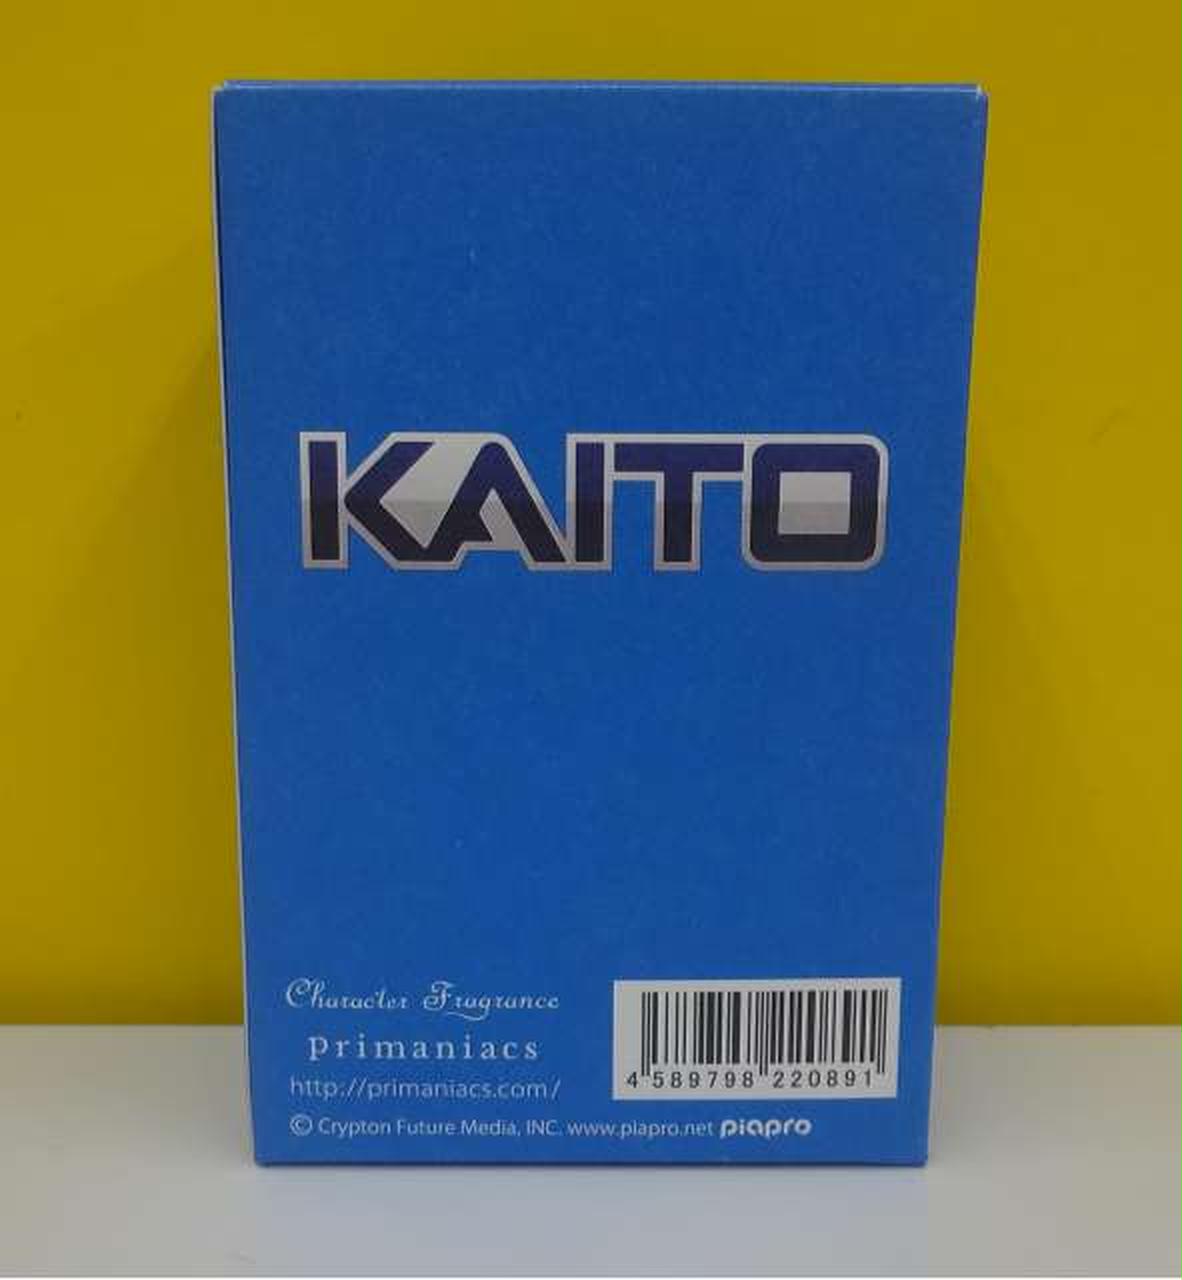 KAITO
Character Fragrance
primaniacs
http://primaniacs.com/
4 589798 220891
© Crypton Future Media, INC. www.piapro.net piapro